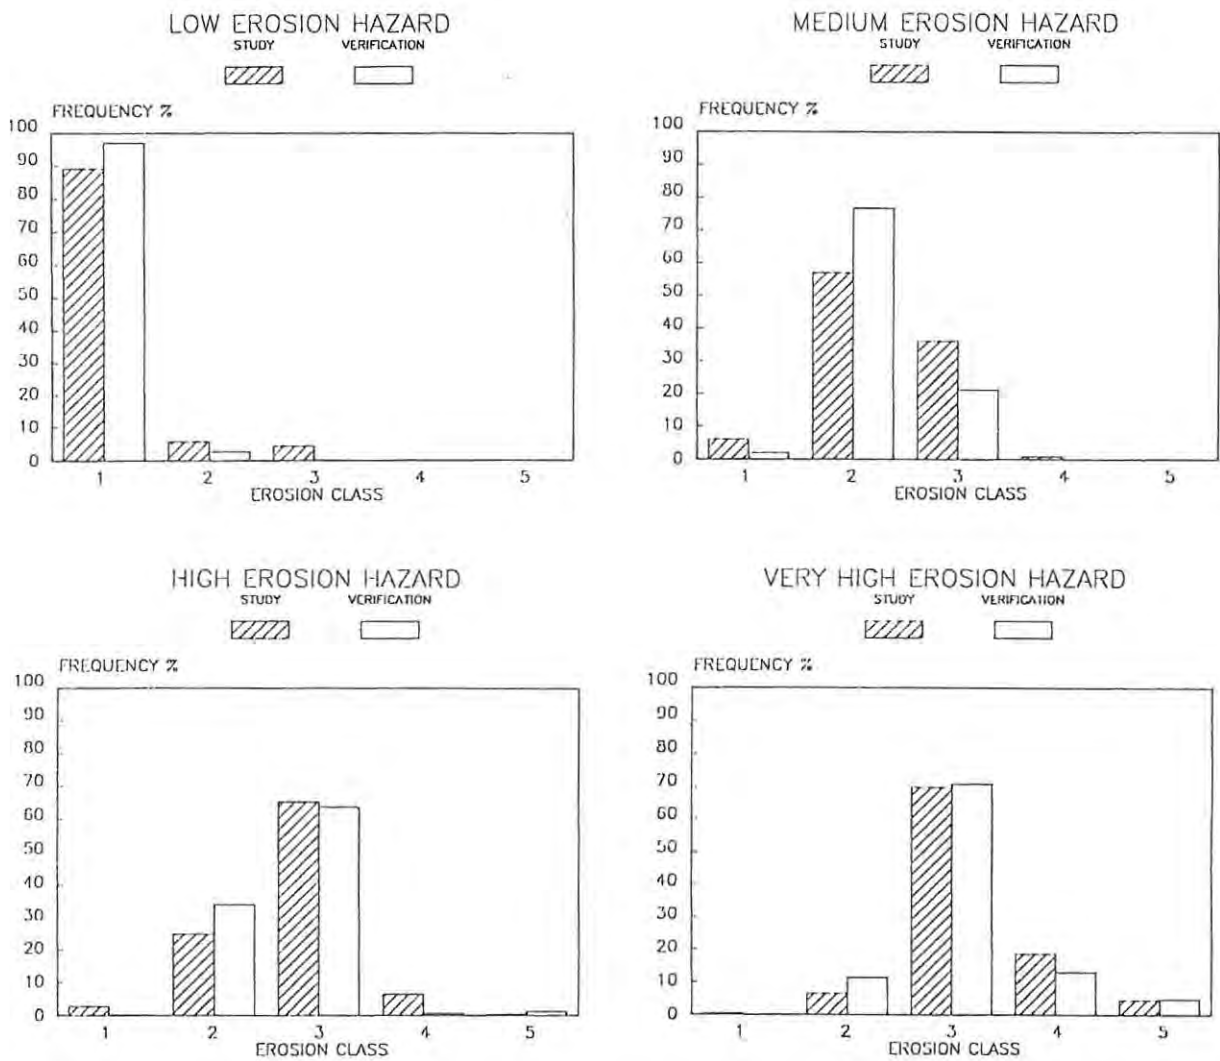 LOW EROSION HAZARD
STUDY VERIFICATION
FREQUENCY %
100
90
80
70
60
50
40
30
20
10
0
1 2 3 4 5
EROSION CLASS
MEDIUM EROSION HAZARD
STUDY VERIFICATION
FREQUENCY %
100
90
80
70
60
50
40
30
20
10
0
1 2 3 4 5
EROSION CLASS
HIGH EROSION HAZARD
STUDY VERIFICATION
FREQUENCY %
100
90
80
70
60
50
40
30
20
10
0
1 2 3 4 5
EROSION CLASS
VERY HIGH EROSION HAZARD
STUDY VERIFICATION
FREQUENCY %
100
90
80
70
60
50
40
30
20
10
0
1 2 3 4 5
EROSION CLASS